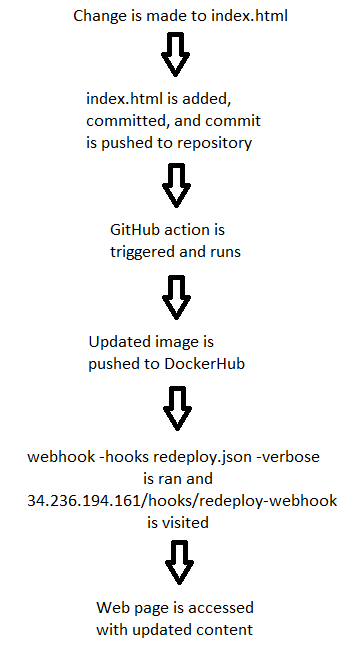 Change is made to index.html
index.html is added,
committed, and commit
is pushed to repository
GitHub action is
triggered and runs
Updated image is
pushed to DockerHub
webhook -hooks redeploy.json -verbose
is ran and
34.236.194.161/hooks/redeploy-webhook
is visited
Web page is accessed
with updated content